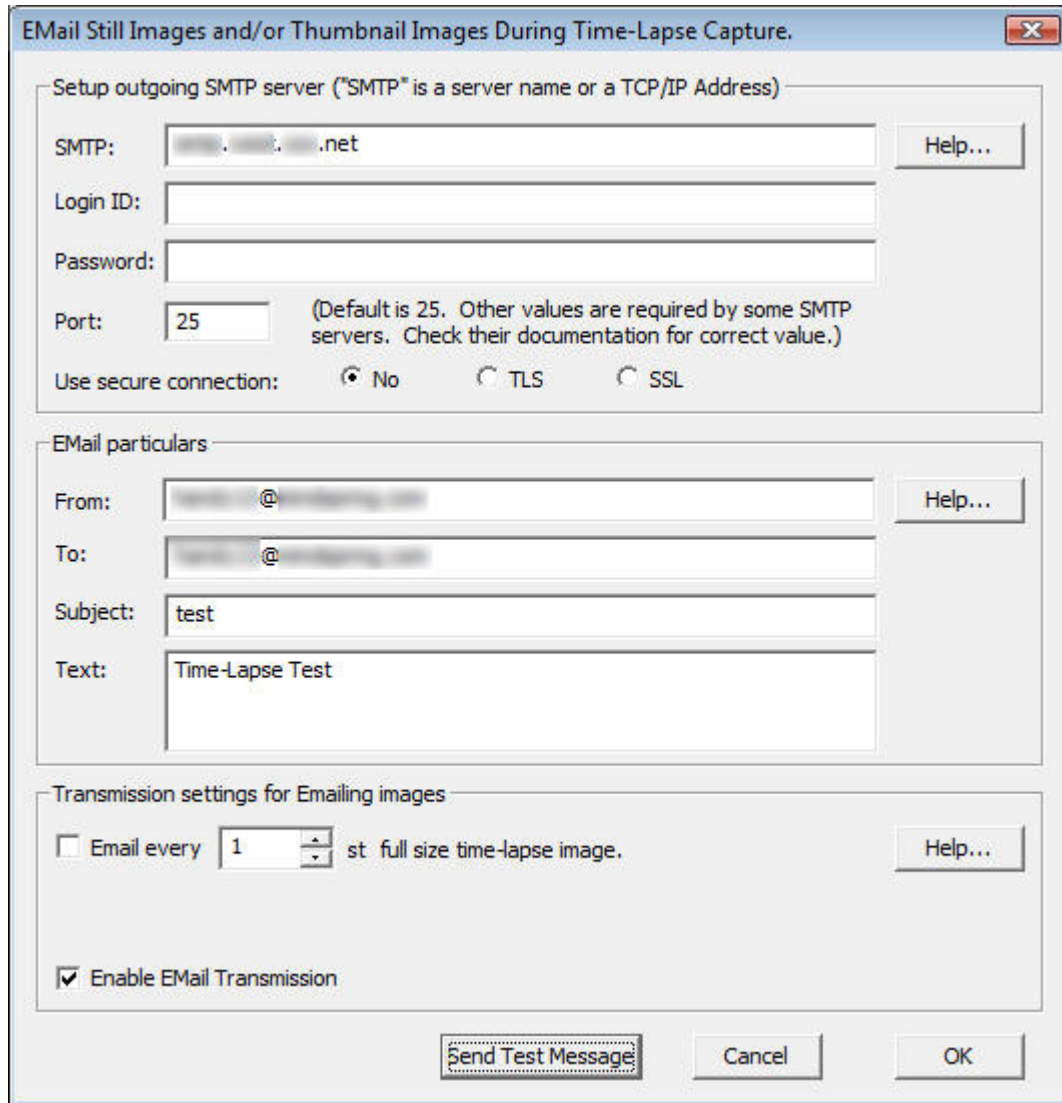 EMail Still Images and/or Thumbnail Images During Time-Lapse Capture.
Setup outgoing SMTP server ("SMTP" is a server name or a TCP/IP Address)
SMTP: . . .net Help...
Login ID:
Password:
Port: 25 (Default is 25. Other values are required by some SMTP
servers. Check their documentation for correct value.)
Use secure connection: No TLS SSL
EMail particulars
From: @ Help...
To: @
Subject: test
Text: Time-Lapse Test
Transmission settings for Emailing images
Email every 1 st full size time-lapse image. Help...
Enable EMail Transmission
Send Test Message Cancel OK